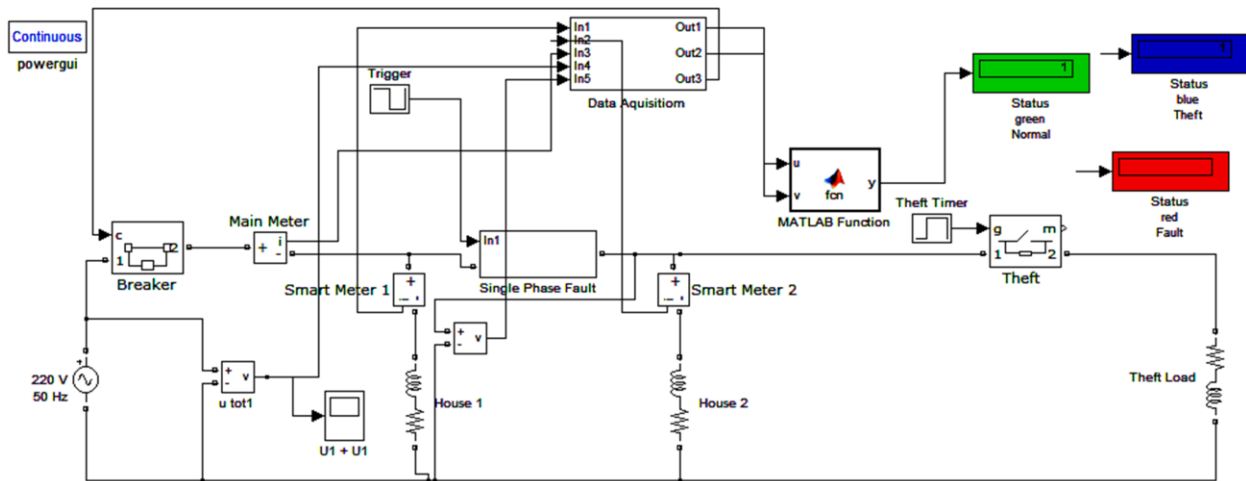 Continuous
powergui
Trigger
In1
In2
In3
In4
In5
Out1
Out2
Out3
Data Aquisitiom
1
Status
green
Normal
1
Status
blue
Theft
Status
red
Fault
u
v
fcn
y
MATLAB Function
Theft Timer
g
m
1
2
Theft
c
1
2
Breaker
Main Meter
+
i
-
Smart Meter 1
+
i
-
In1
Single Phase Fault
Smart Meter 2
+
i
-
+
-
v
+
220 V
50 Hz
+
-
v
u tot1
U1 + U1
House 1
House 2
Theft Load